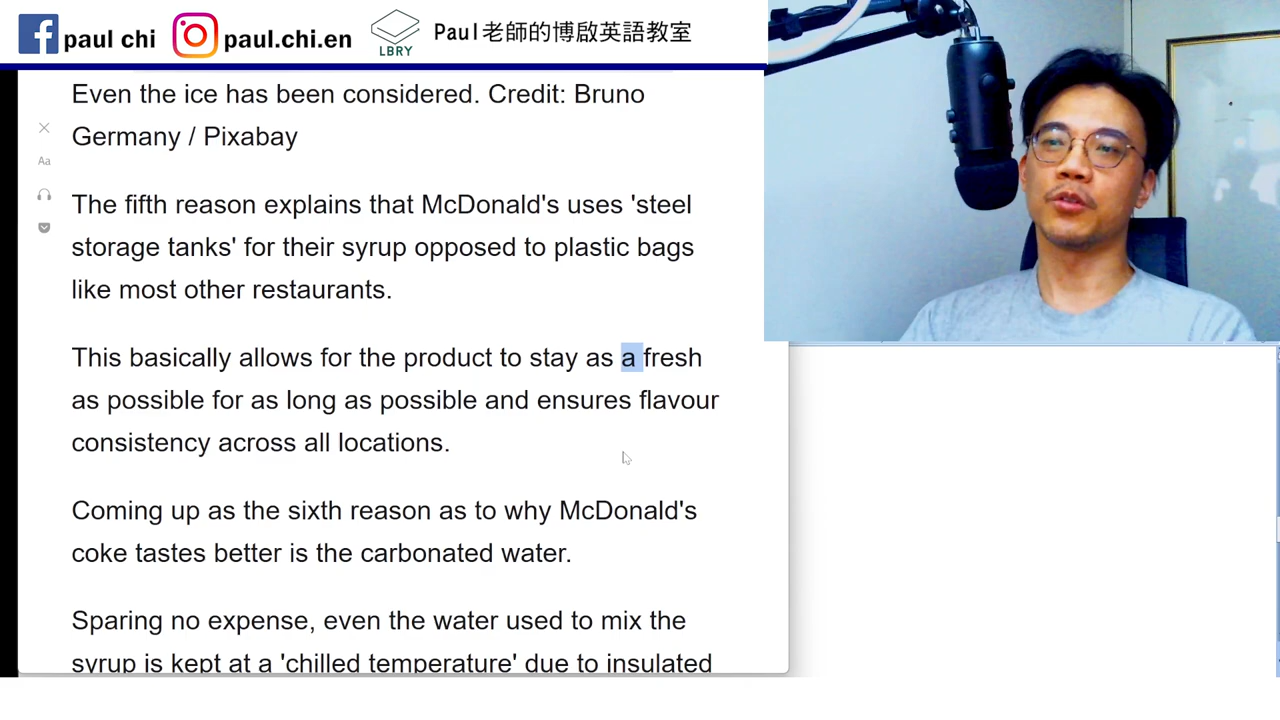 paul chi
paul.chi.en
LBRY
Paul老師的博啟英語教室
Even the ice has been considered. Credit: Bruno
Germany / Pixabay
Aa
The fifth reason explains that McDonald's uses 'steel
storage tanks' for their syrup opposed to plastic bags
like most other restaurants.
This basically allows for the product to stay as a fresh
as possible for as long as possible and ensures flavour
consistency across all locations.
Coming up as the sixth reason as to why McDonald's
coke tastes better is the carbonated water.
Sparing no expense, even the water used to mix the
syrup is kept at a 'chilled temperature' due to insulated